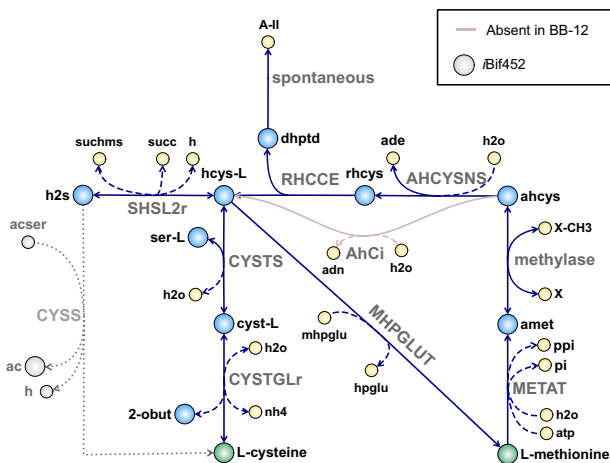 A-II
Absent in BB-12
iBif452
spontaneous
suchms
succ
h
dhptd
ade
h2o
RHCCE
rhcys
AHCYSNS
h2s
hcys-L
ahcys
SHSL2r
acser
ser-L
CYSTS
adn
AhCi
h2o
X-CH3
methylase
X
h2o
CYSS
cyst-L
mhpglu
MHPGLUT
amet
ac
h
h2o
CYSTGLr
hpglu
ppi
pi
METAT
2-obut
nh4
h2o
atp
L-cysteine
L-methionine